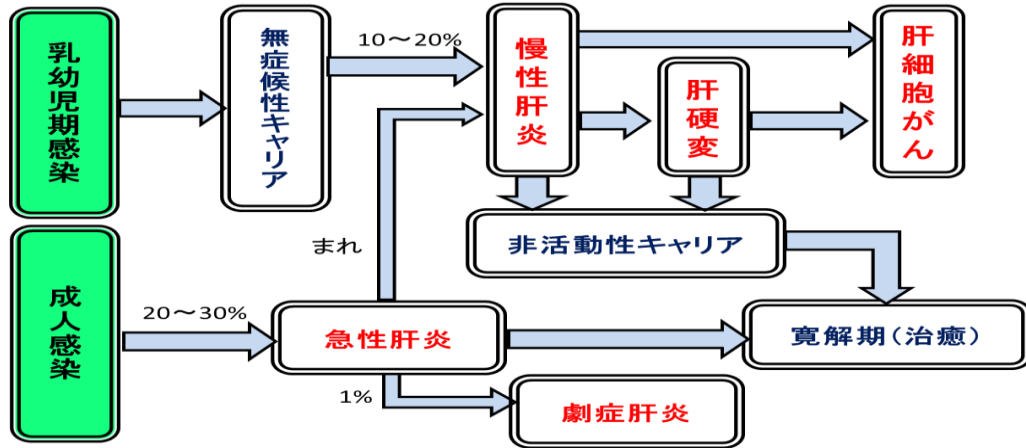 乳幼児期感染
無症候性キャリア
10～20%
慢性肝炎
肝硬変
肝細胞がん
非活動性キャリア
まれ
成人感染
20～30%
急性肝炎
寛解期（治癒）
1%
劇症肝炎